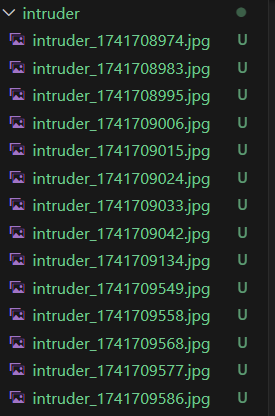 intruder
intruder_1741708974.jpg U
intruder_1741708983.jpg U
intruder_1741708995.jpg U
intruder_1741709006.jpg U
intruder_1741709015.jpg U
intruder_1741709024.jpg U
intruder_1741709033.jpg U
intruder_1741709042.jpg U
intruder_1741709134.jpg U
intruder_1741709549.jpg U
intruder_1741709558.jpg U
intruder_1741709568.jpg U
intruder_1741709577.jpg U
intruder_1741709586.jpg U